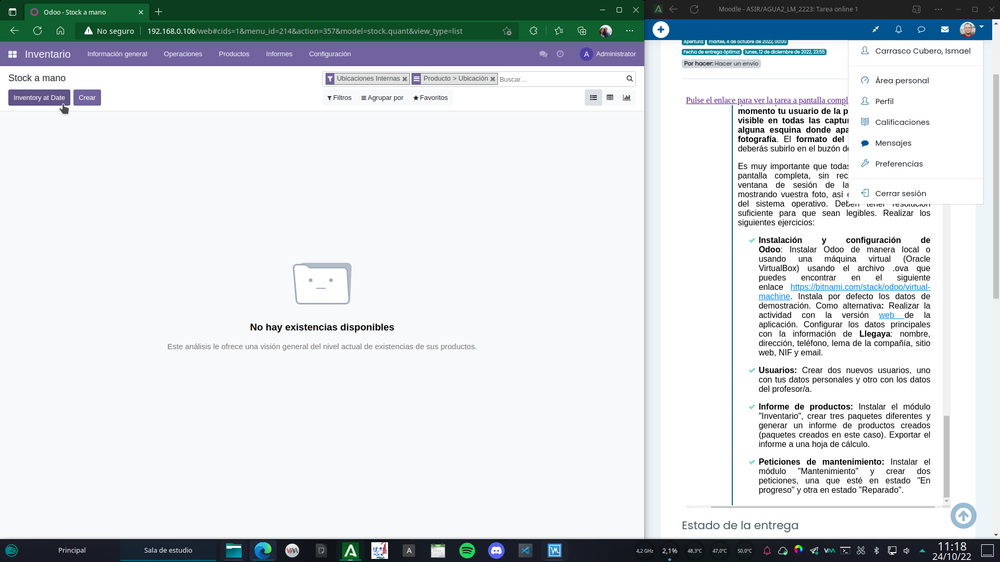 Odoo - Stock a mano
No seguro
192.168.0.106/web#cids=1&menu_id=214&action=357&model=stock.quant&view_type=list
Inventario
Información general
Operaciones
Productos
Informes
Configuración
A
Administrator
Stock a mano
Ubicaciones Internas
Producto > Ubicación
Buscar...
Inventory at Date
Crear
Filtros
Agrupar por
Favoritos
No hay existencias disponibles
Este análisis le ofrece una visión general del nivel actual de existencias de sus productos.
Moodle - ASIR/AGUA2_LM_2223: Tarea online 1
Apertura: martes, 4 de octubre de 2022, 00:00
Fecha de entrega óptima: lunes, 12 de diciembre de 2022, 23:55
Por hacer: Hacer un envío
Carrasco Cubero, Ismael
Área personal
Perfil
Calificaciones
Mensajes
Preferencias
Cerrar sesión
Pulse el enlace para ver la tarea a pantalla compl
momento tu usuario de la p
visible en todas las captur
alguna esquina donde apa
fotografía. El formato del
deberás subirlo en el buzón de
Es muy importante que todas
pantalla completa, sin rec
ventana de sesión de la
mostrando vuestra foto, así
del sistema operativo. Deben tener resolución
suficiente para que sean legibles. Realizar los
siguientes ejercicios:
Instalación y configuración de
Odoo: Instalar Odoo de manera local o
usando una máquina virtual (Oracle
VirtualBox) usando el archivo .ova que
puedes encontrar en el siguiente
enlace https://bitnami.com/stack/odoo/virtual-
machine. Instala por defecto los datos de
demostración. Como alternativa: Realizar la
actividad con la versión web de la
aplicación. Configurar los datos principales
con la información de Llegaya: nombre,
dirección, teléfono, lema de la compañía, sitio
web, NIF y email.
Usuarios: Crear dos nuevos usuarios, uno
con tus datos personales y otro con los datos
del profesor/a.
Informe de productos: Instalar el módulo
"Inventario", crear tres paquetes diferentes y
generar un informe de productos creados
(paquetes creados en este caso). Exportar el
informe a una hoja de cálculo.
Peticiones de mantenimiento: Instalar el
módulo "Mantenimiento" y crear dos
peticiones, una que esté en estado "En
progreso" y otra en estado "Reparado".
Estado de la entrega
Principal
Sala de estudio
A
4,2 GHz
2,1%
48,3°C
47,0°C
50,0°C
11:18
24/10/22